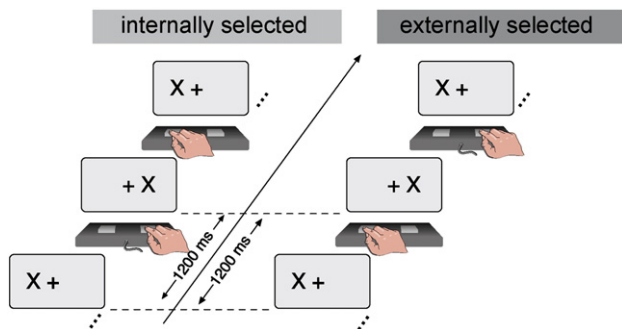 internally selected
externally selected
X +
X +
+ X
+ X
1200 ms
1200 ms
X +
X +